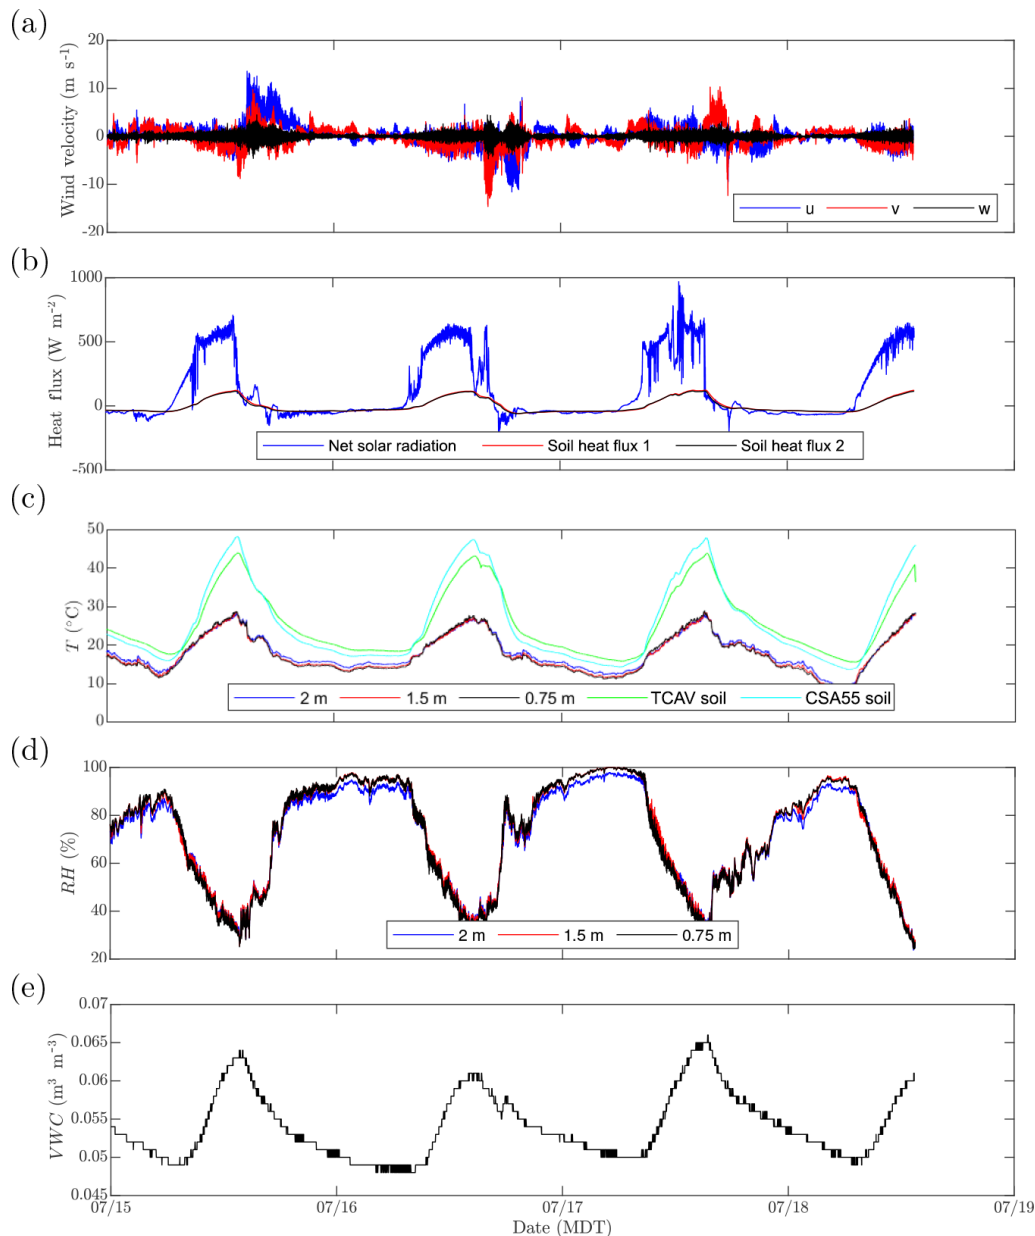 (a)
Wind velocity (m s⁻¹)
20
10
0
-10
-20
u v w
(b)
Heat flux (W m⁻²)
1000
500
0
-500
Net solar radiation Soil heat flux 1 Soil heat flux 2
(c)
T (°C)
50
40
30
20
10
0
2 m 1.5 m 0.75 m TCAV soil CSA55 soil
(d)
RH (%)
100
80
60
40
20
2 m 1.5 m 0.75 m
(e)
VWC (m³ m⁻³)
0.07
0.065
0.06
0.055
0.05
0.045
07/15 07/16 07/17 07/18 07/19
Date (MDT)